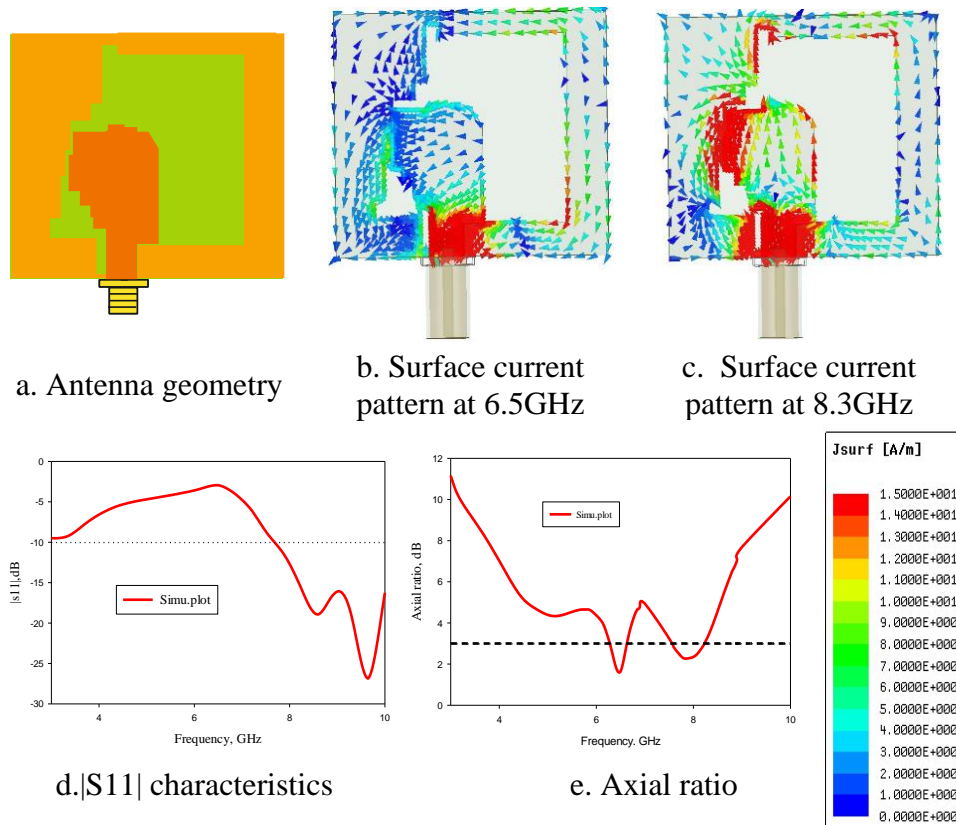 a. Antenna geometry
b. Surface current
pattern at 6.5GHz
c. Surface current
pattern at 8.3GHz
0
-5
-10
-15
-20
-25
-30
|s11|,dB
Simu.plot
4
6
8
10
Frequency, GHz
d.|S11| characteristics
12
10
8
6
4
2
0
Axial ratio, dB
Simu.plot
4
6
8
10
Frequency. GHz
e. Axial ratio
Jsurf [A/m]
1.5000E+001
1.4000E+001
1.3000E+001
1.2000E+001
1.1000E+001
1.0000E+001
9.0000E+000
8.0000E+000
7.0000E+000
6.0000E+000
5.0000E+000
4.0000E+000
3.0000E+000
2.0000E+000
1.0000E+000
0.0000E+000